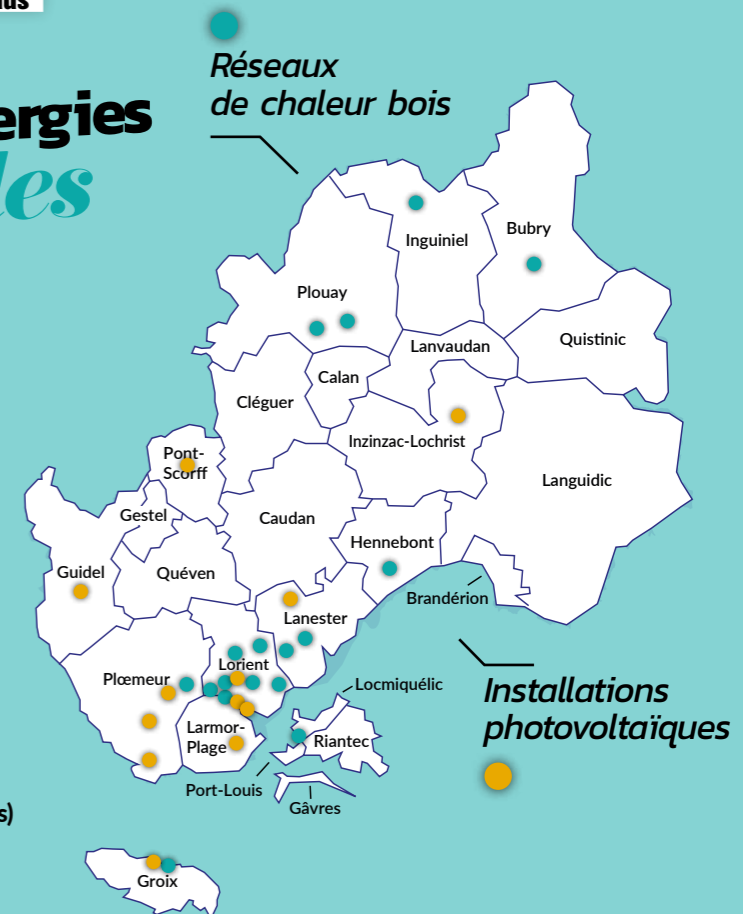 Réseaux
de chaleur bois
ergies
les
Inguiniel
Bubry
Plouay
Quistinic
Lanvaudan
Calan
Cléguer
Inzinzac-Lochrist
Pont-
Scorff
Languidic
Gestel
Caudan
Hennebont
Guidel
Quéven
Brandérion
Lanester
Lorient
Plœmeur
Locmiquélic
Installations
photovoltaïques
Larmor-
Plage
Riantec
Port-Louis
Gâvres
s)
Groix